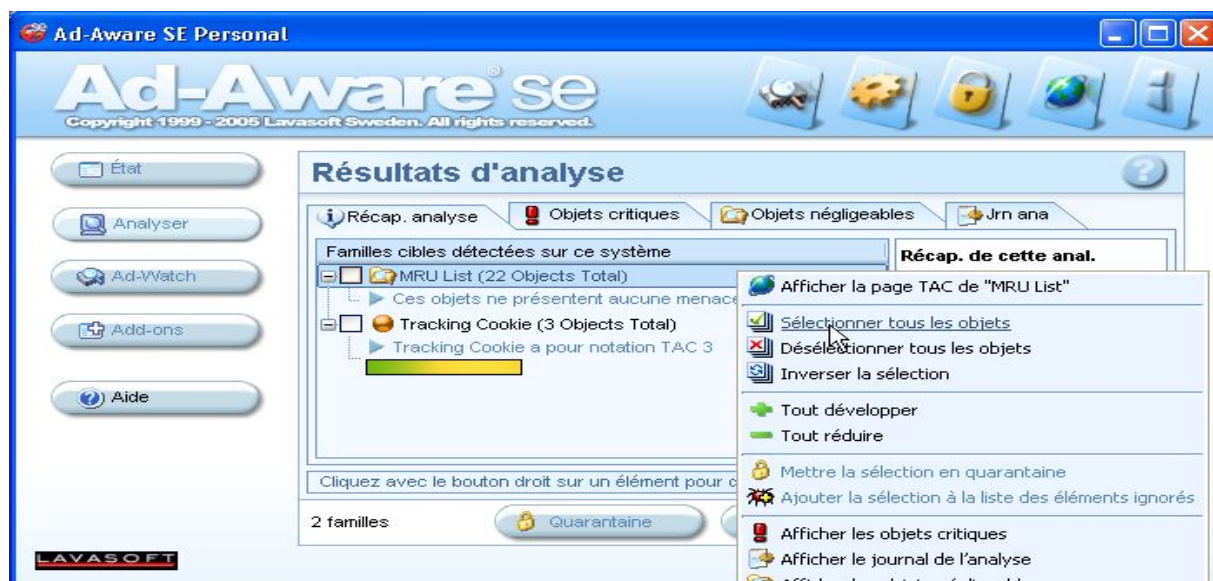 Ad-Aware SE Personal
Ad-Aware® SE
Copyright 1999 - 2005 Lavasoft Sweden. All rights reserved.
État
Analyser
Ad-Watch
Add-ons
Aide
Résultats d'analyse
Récap. analyse
Objets critiques
Objets négligeables
Jrn ana
Familles cibles détectées sur ce système
MRU List (22 Objects Total)
Ces objets ne présentent aucune menace
Tracking Cookie (3 Objects Total)
Tracking Cookie a pour notation TAC 3
Récap. de cette anal.
Afficher la page TAC de "MRU List"
Sélectionner tous les objets
Désélectionner tous les objets
Inverser la sélection
Tout développer
Tout réduire
Mettre la sélection en quarantaine
Ajouter la sélection à la liste des éléments ignorés
Afficher les objets critiques
Afficher le journal de l'analyse
Cliquez avec le bouton droit sur un élément pour
2 familles
Quarantaine
LAVASOFT